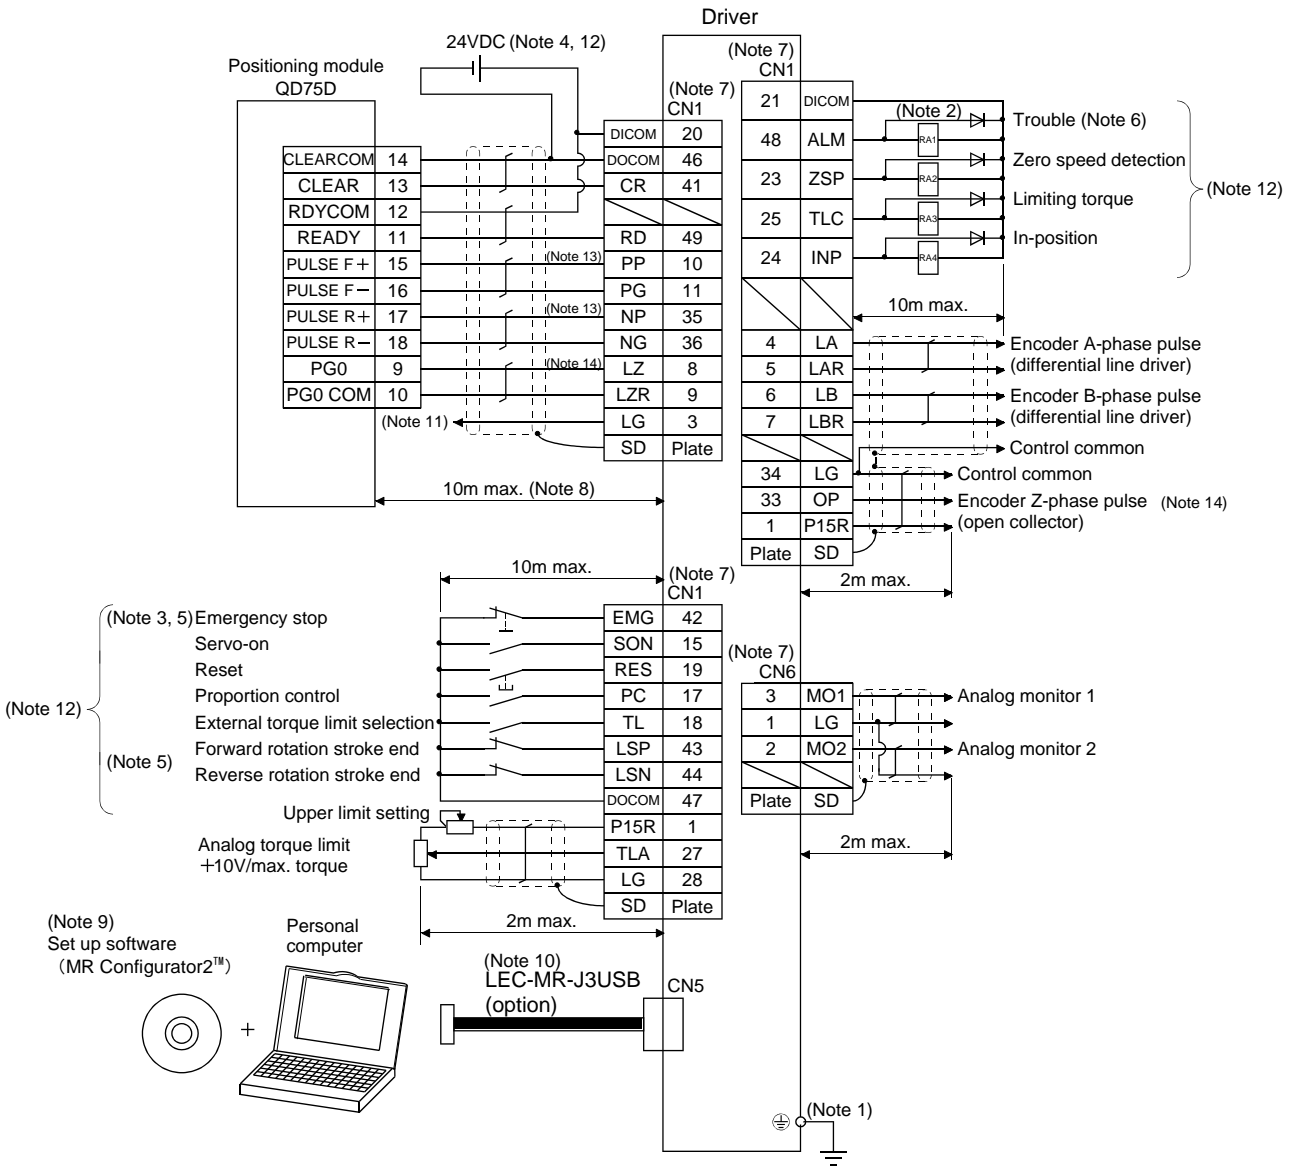 Driver
24VDC (Note 4, 12)
Positioning module
QD75D
(Note 7)
CN1
DICOM 20
CLEARCOM 14 DOCOM 46
CLEAR 13 CR 41
RDYCOM 12
READY 11 RD 49
PULSE F+ 15 (Note 13) PP 10
PULSE F− 16 PG 11
PULSE R+ 17 (Note 13) NP 35
PULSE R− 18 NG 36
PG0 9 (Note 14) LZ 8
PG0 COM 10 LZR 9
(Note 11) LG 3
SD Plate
10m max. (Note 8)
(Note 7)
CN1
21 DICOM
(Note 2)
48 ALM RA1 Trouble (Note 6)
23 ZSP RA2 Zero speed detection
25 TLC RA3 Limiting torque
24 INP RA4 In-position
(Note 12)
10m max.
4 LA Encoder A-phase pulse
5 LAR (differential line driver)
6 LB Encoder B-phase pulse
7 LBR (differential line driver)
Control common
34 LG Control common
33 OP Encoder Z-phase pulse (Note 14)
1 P15R (open collector)
Plate SD
2m max.
10m max.
(Note 7)
CN1
(Note 3, 5) Emergency stop EMG 42
Servo-on SON 15
Reset RES 19
Proportion control PC 17
(Note 12)
External torque limit selection TL 18
Forward rotation stroke end LSP 43
(Note 5)
Reverse rotation stroke end LSN 44
DOCOM 47
Upper limit setting P15R 1
Analog torque limit TLA 27
+10V/max. torque
LG 28
SD Plate
2m max.
(Note 7)
CN6
3 MO1 Analog monitor 1
1 LG
2 MO2 Analog monitor 2
Plate SD
2m max.
(Note 9)
Set up software
(MR Configurator2™)
Personal
computer
+
(Note 10)
LEC-MR-J3USB
(option)
CN5
(Note 1)